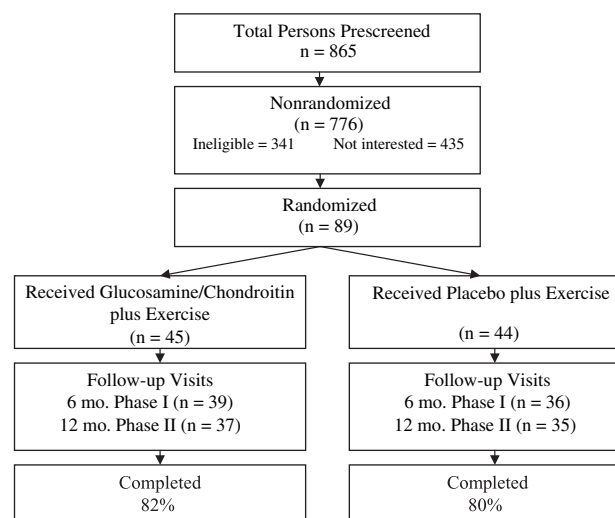 Total Persons Prescreened
n = 865
Nonrandomized
(n = 776)
Ineligible = 341 Not interested = 435
Randomized
(n = 89)
Received Glucosamine/Chondroitin
plus Exercise
(n = 45)
Received Placebo plus Exercise
(n = 44)
Follow-up Visits
6 mo. Phase I (n = 39)
12 mo. Phase II (n = 37)
Follow-up Visits
6 mo. Phase I (n = 36)
12 mo. Phase II (n = 35)
Completed
82%
Completed
80%